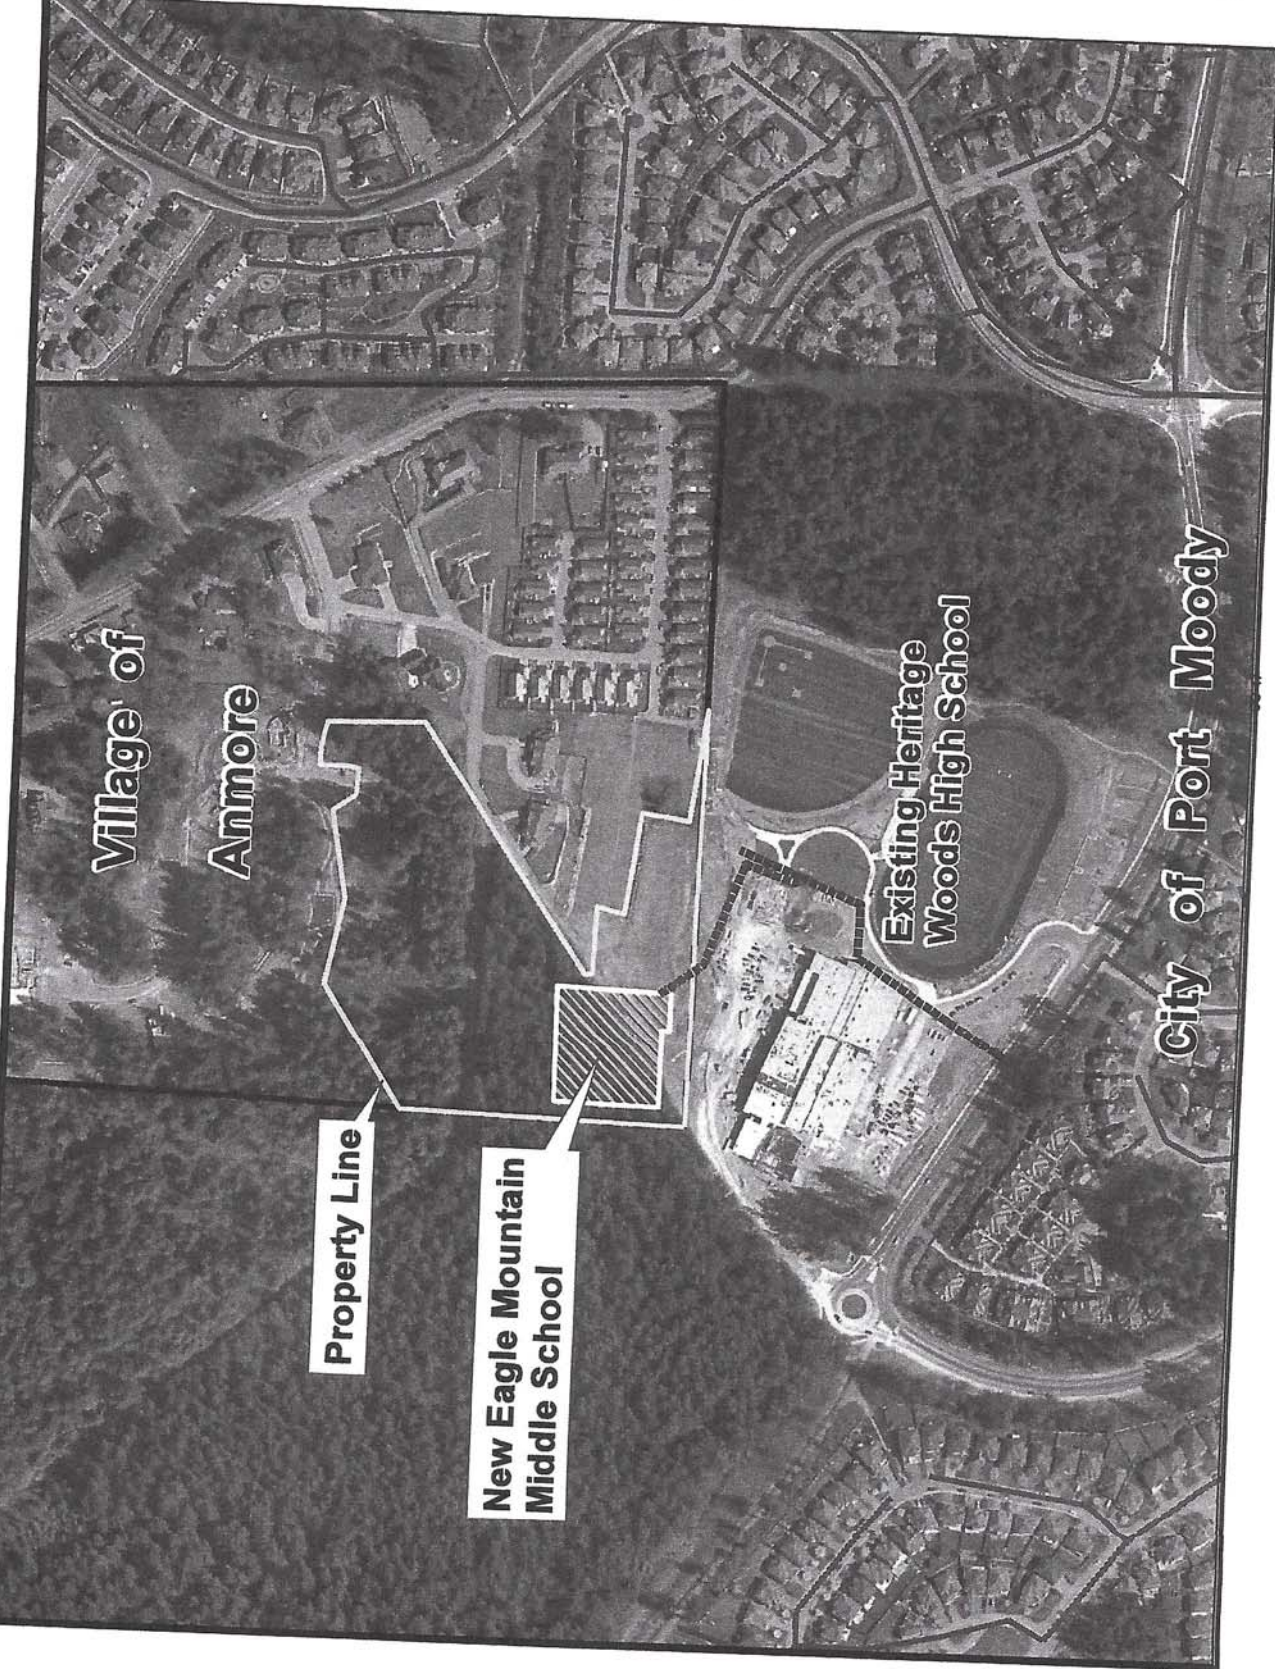 Village of
Anmore
Property Line
New Eagle Mountain
Middle School
Existing Heritage
Woods High School
City of Port Moody